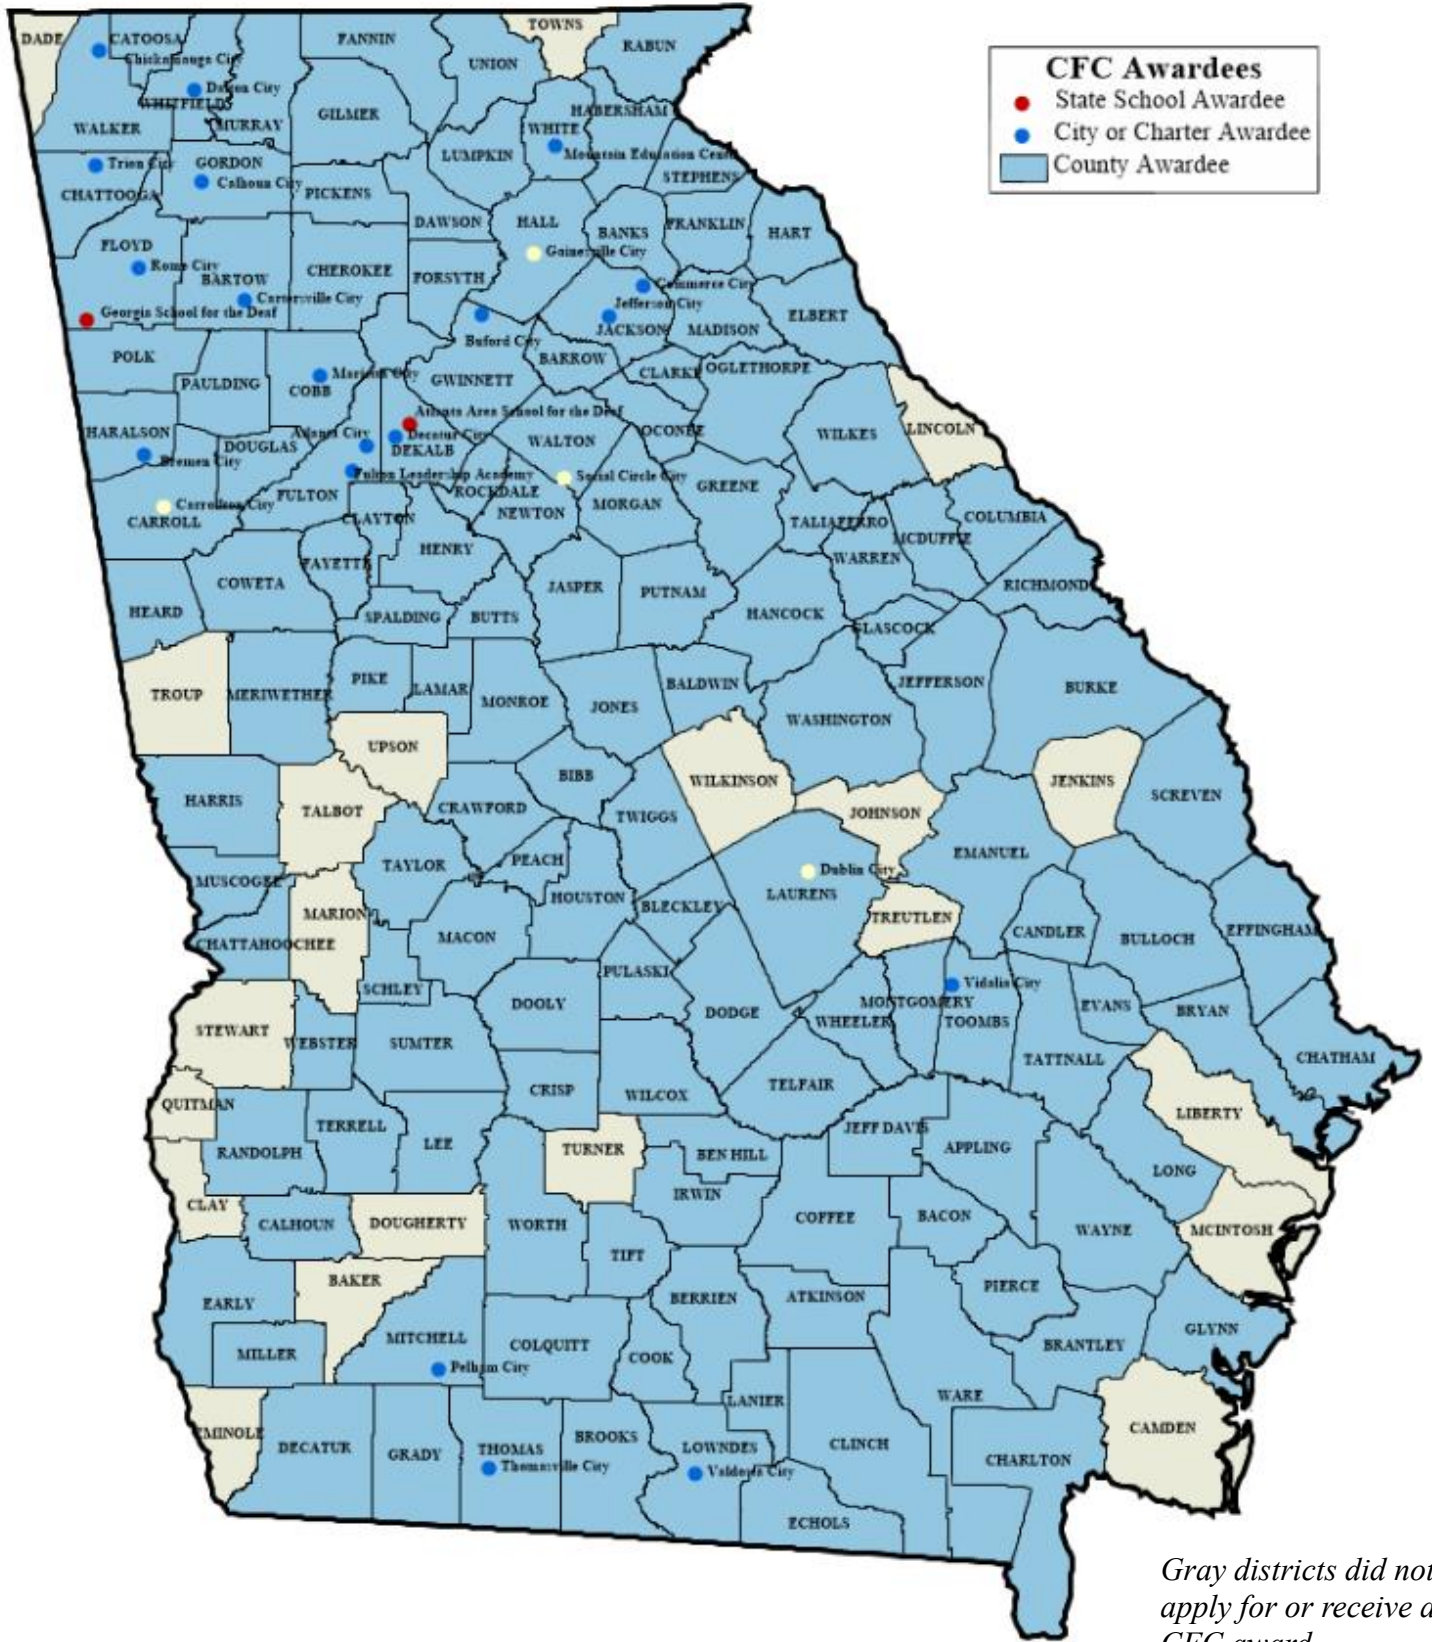 DADE
CATOOSA
Chickamauga City
FANNIN
TOWNS
UNION
RABUN
Dalton City
WHITFIELD
MURRAY
WALKER
GILMER
HABERSHAM
WHITE
Mountain Education Cent
LUMPKIN
STEPHENS
CFC Awardees
State School Awardee
City or Charter Awardee
County Awardee
Trion City
CHATTOOGA
GORDON
Calhoun City
PICKENS
DAWSON
HALL
BANKS
FRANKLIN
HART
FLOYD
Rome City
BARTOW
Cartersville City
CHEROKEE
FORSYTH
Gainesville City
Commerce City
Jefferson City
JACKSON
MADISON
ELBERT
Georgia School for the Deaf
Buford City
BARROW
POLK
PAULDING
COBB
Marietta City
GWINNETT
CLARKE
OGLETHORPE
HARALSON
Bremen City
DOUGLAS
Atlanta City
Atlanta Area School for the Deaf
Decatur City
DEKALB
WALTON
OCONEE
WILKES
LINCOLN
Fulton Leadership Academy
Social Circle City
ROCKDALE
FULTON
NEWTON
MORGAN
GREENE
Carrollton City
CARROLL
CLAYTON
TALIAFERRO
MCDUFFIE
COLUMBIA
HENRY
WARREN
FAYETTE
COWETA
JASPER
PUTNAM
RICHMOND
HEARD
SPALDING
BUTTS
HANCOCK
GLASCOCK
TROUP
MERIWETHER
PIKE
LAMAR
MONROE
JONES
BALDWIN
JEFFERSON
BURKE
WASHINGTON
UPSON
BIBB
WILKINSON
JENKINS
SCREVEN
HARRIS
TALBOT
CRAWFORD
TWIGGS
JOHNSON
TAYLOR
PEACH
EMANUEL
Dublin City
LAURENS
MUSCOGEE
HOUSTON
BLECKLEY
MARION
MACON
TREUTLEN
CANDLER
BULLOCH
EFFINGHAM
CHATTAHOOCHEE
PULASKI
SCHLEY
DOOLY
DODGE
WHEELER
MONTGOMERY
Vidalia City
TOOMBS
EVANS
BRYAN
STEWART
WEBSTER
SUMTER
TATTNALL
CHATHAM
CRISP
WILCOX
TELFAIR
QUITMAN
RANDOLPH
TERRELL
LEE
TURNER
BEN HILL
JEFF DAVIS
APPLING
LIBERTY
LONG
IRWIN
CLAY
CALHOUN
DOUGHERTY
WORTH
TIFT
COFFEE
BACON
WAYNE
MCINTOSH
BAKER
EARLY
BERRIEN
ATKINSON
PIERCE
MILLER
MITCHELL
Pelham City
COLQUITT
COOK
BRANTLEY
GLYNN
LANIER
WARE
EMINOLE
DECATUR
GRADY
THOMAS
Thomasville City
BROOKS
LOWNDES
Valdosta City
CLINCH
CHARLTON
CAMDEN
ECHOLS
Gray districts did not
apply for or receive a
CFC award